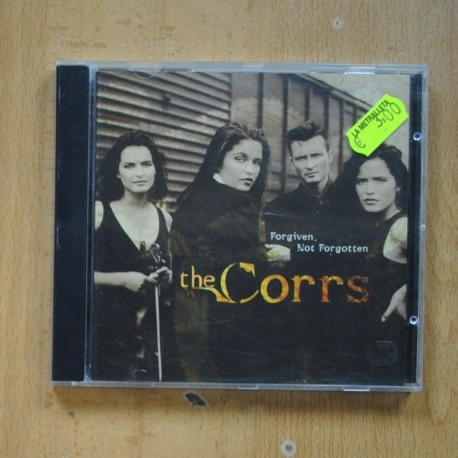 LA METRALLETA
€ 3,00
Forgiven,
Not Forgotten
the Corrs